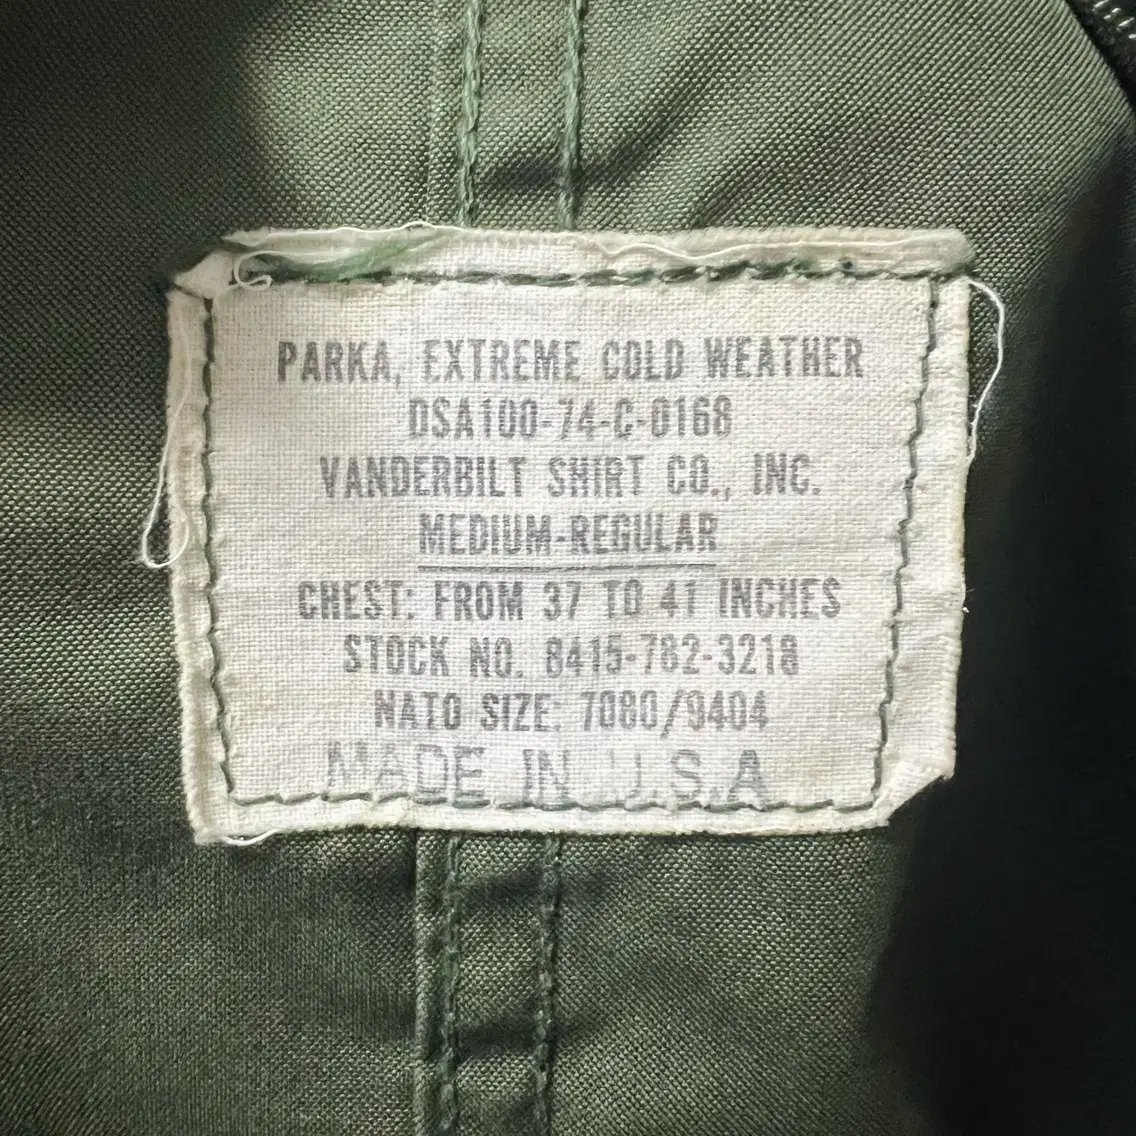 PARKA, EXTREME COLD WEATHER
DSA100-74-C-0168
VANDERBILT SHIRT CO., INC.
MEDIUM-REGULAR
CHEST: FROM 37 TO 41 INCHES
STOCK NO. 8415-782-3218
NATO SIZE: 7080/9404
MADE IN U.S.A